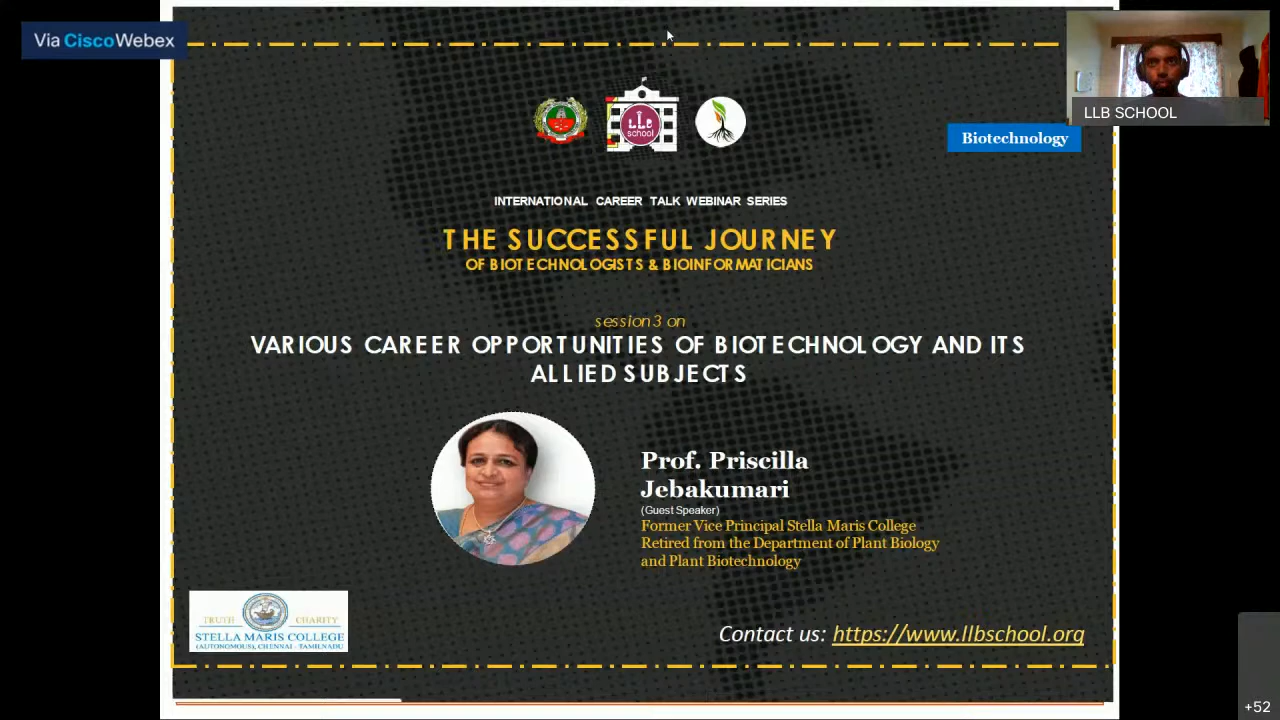 Via CiscoWebex
LLB SCHOOL
LLB
school
Biotechnology
INTERNATIONAL CAREER TALK WEBINAR SERIES
THE SUCCESSFUL JOURNEY
OF BIOTECHNOLOGISTS & BIOINFORMATICIANS
session3 on
VARIOUS CAREER OPPORTUNITIES OF BIOTECHNOLOGY AND ITS
ALLIED SUBJECTS
Prof. Priscilla
Jebakumari
(Guest Speaker)
Former Vice Principal Stella Maris College
Retired from the Department of Plant Biology
and Plant Biotechnology
TRUTH CHARITY
STELLA MARIS COLLEGE
(AUTONOMOUS), CHENNAI - TAMILNADU
Contact us: https://www.llbschool.org
+52